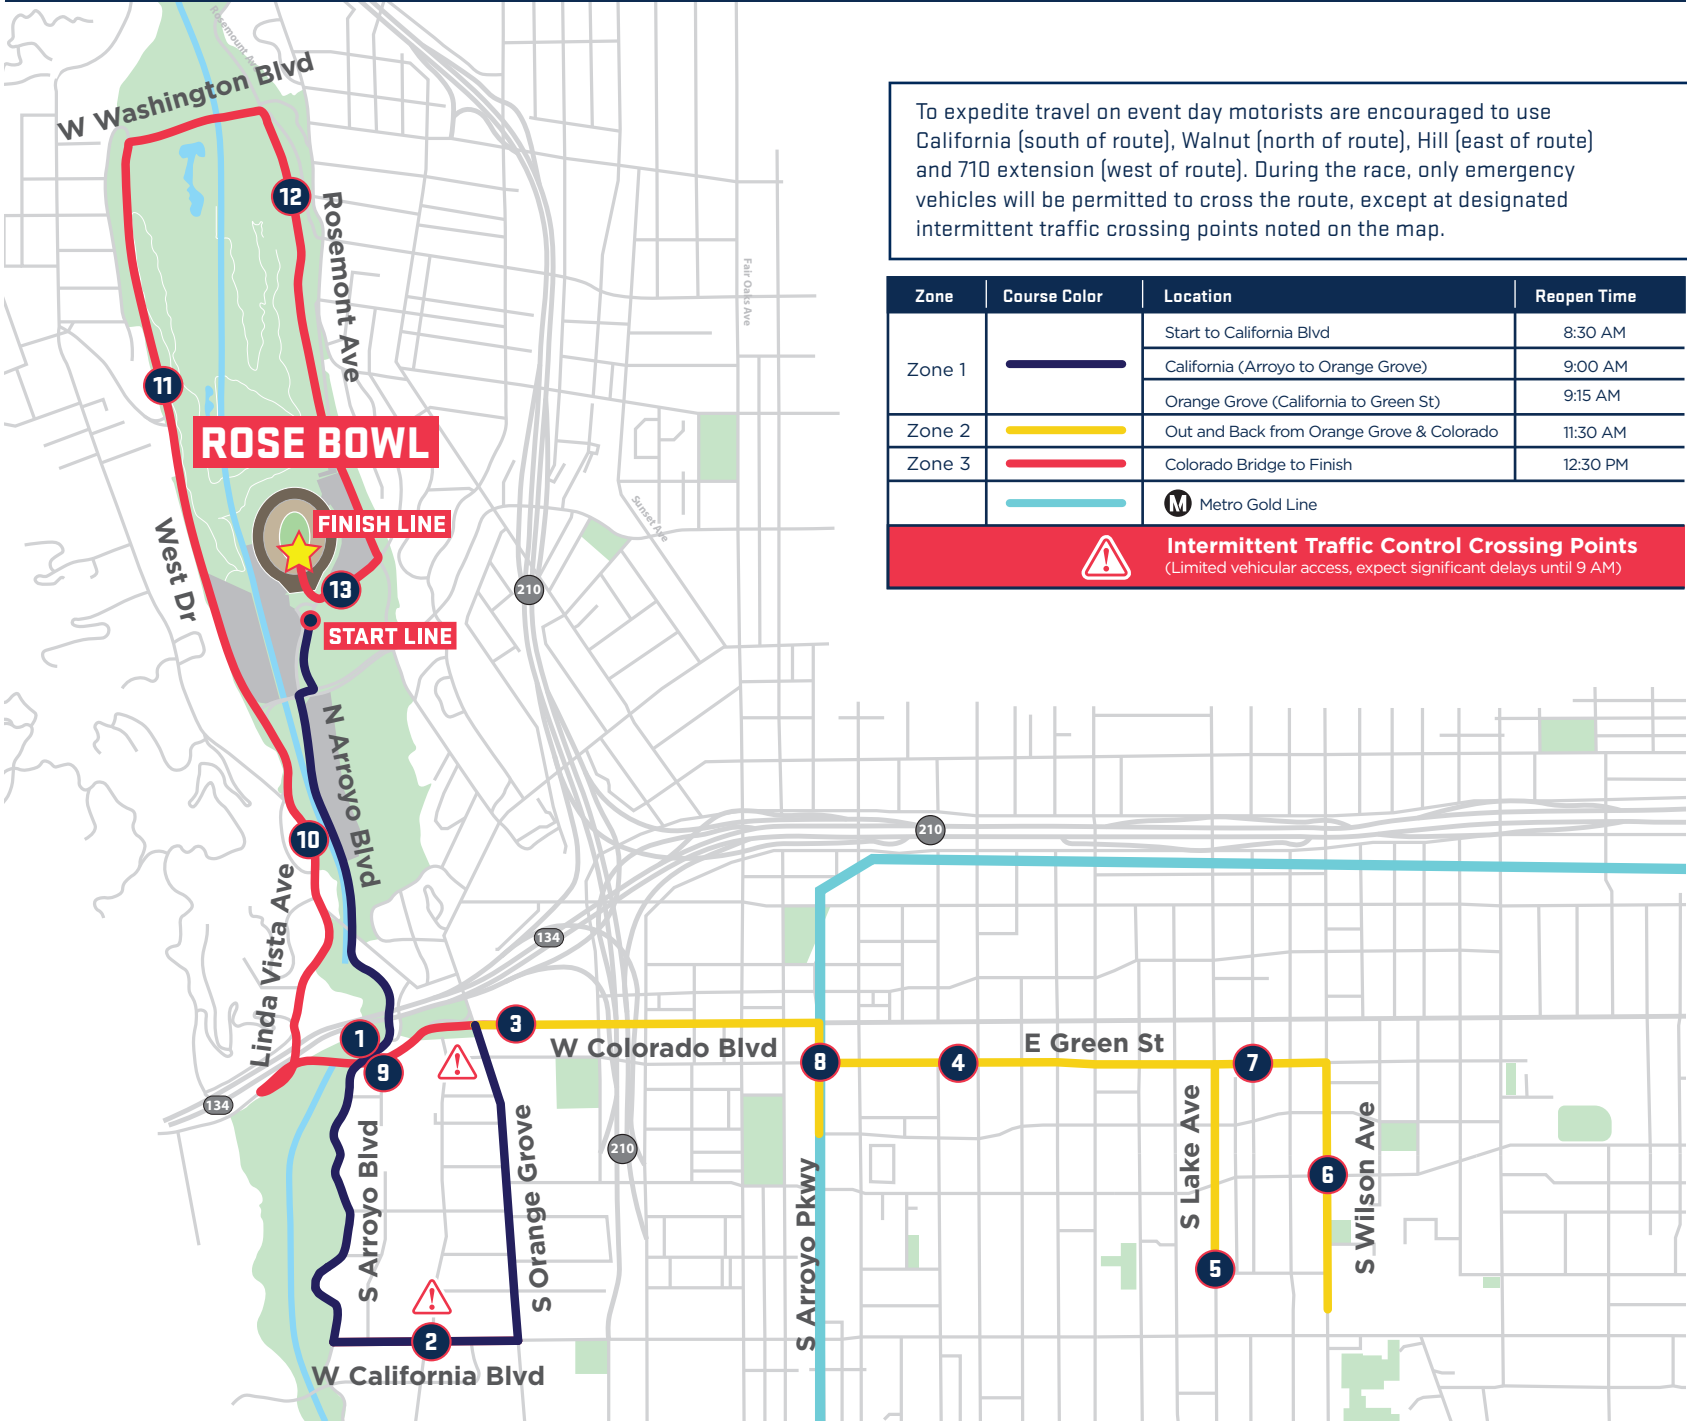 Rosemount Ave
W Washington Blvd
12
Rosemont Ave
11
ROSE BOWL
FINISH LINE
13
START LINE
West Dr
N Arroyo Blvd
10
Linda Vista Ave
210
Fair Oaks Ave
Sunset Ave
To expedite travel on event day motorists are encouraged to use
California (south of route), Walnut (north of route), Hill (east of route)
and 710 extension (west of route). During the race, only emergency
vehicles will be permitted to cross the route, except at designated
intermittent traffic crossing points noted on the map.
Zone Course Color Location Reopen Time
Zone 1
Start to California Blvd 8:30 AM
California (Arroyo to Orange Grove) 9:00 AM
Orange Grove (California to Green St) 9:15 AM
Zone 2 Out and Back from Orange Grove & Colorado 11:30 AM
Zone 3 Colorado Bridge to Finish 12:30 PM
M Metro Gold Line
! Intermittent Traffic Control Crossing Points
(Limited vehicular access, expect significant delays until 9 AM)
210
134
1
9
3
W Colorado Blvd
!
8
4
E Green St
7
134
210
S Arroyo Blvd
S Orange Grove
S Arroyo Pkwy
S Lake Ave
5
6
S Wilson Ave
!
2
W California Blvd